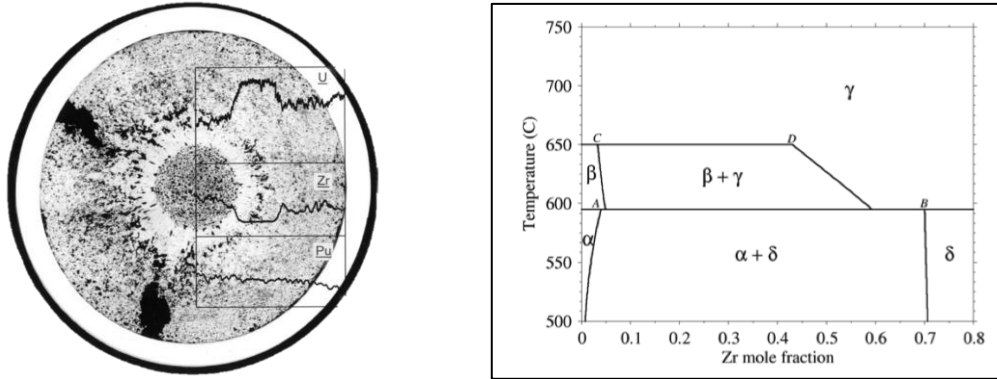 U
Zr
Pu
750
700
650
600
550
500
Temperature (C)
γ
C
D
β
β + γ
A
B
α
α + δ
δ
0
0.1
0.2
0.3
0.4
0.5
0.6
0.7
0.8
Zr mole fraction